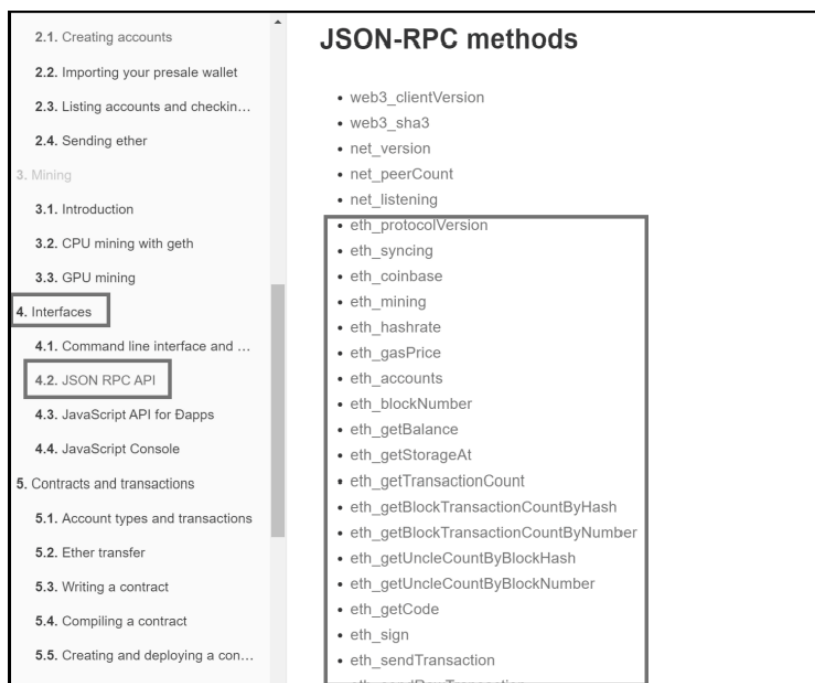 2.1. Creating accounts
2.2. Importing your presale wallet
2.3. Listing accounts and checkin…
2.4. Sending ether
3. Mining
3.1. Introduction
3.2. CPU mining with geth
3.3. GPU mining
4. Interfaces
4.1. Command line interface and …
4.2. JSON RPC API
4.3. JavaScript API for Ðapps
4.4. JavaScript Console
5. Contracts and transactions
5.1. Account types and transactions
5.2. Ether transfer
5.3. Writing a contract
5.4. Compiling a contract
5.5. Creating and deploying a con…
JSON-RPC methods
• web3_clientVersion
• web3_sha3
• net_version
• net_peerCount
• net_listening
• eth_protocolVersion
• eth_syncing
• eth_coinbase
• eth_mining
• eth_hashrate
• eth_gasPrice
• eth_accounts
• eth_blockNumber
• eth_getBalance
• eth_getStorageAt
• eth_getTransactionCount
• eth_getBlockTransactionCountByHash
• eth_getBlockTransactionCountByNumber
• eth_getUncleCountByBlockHash
• eth_getUncleCountByBlockNumber
• eth_getCode
• eth_sign
• eth_sendTransaction